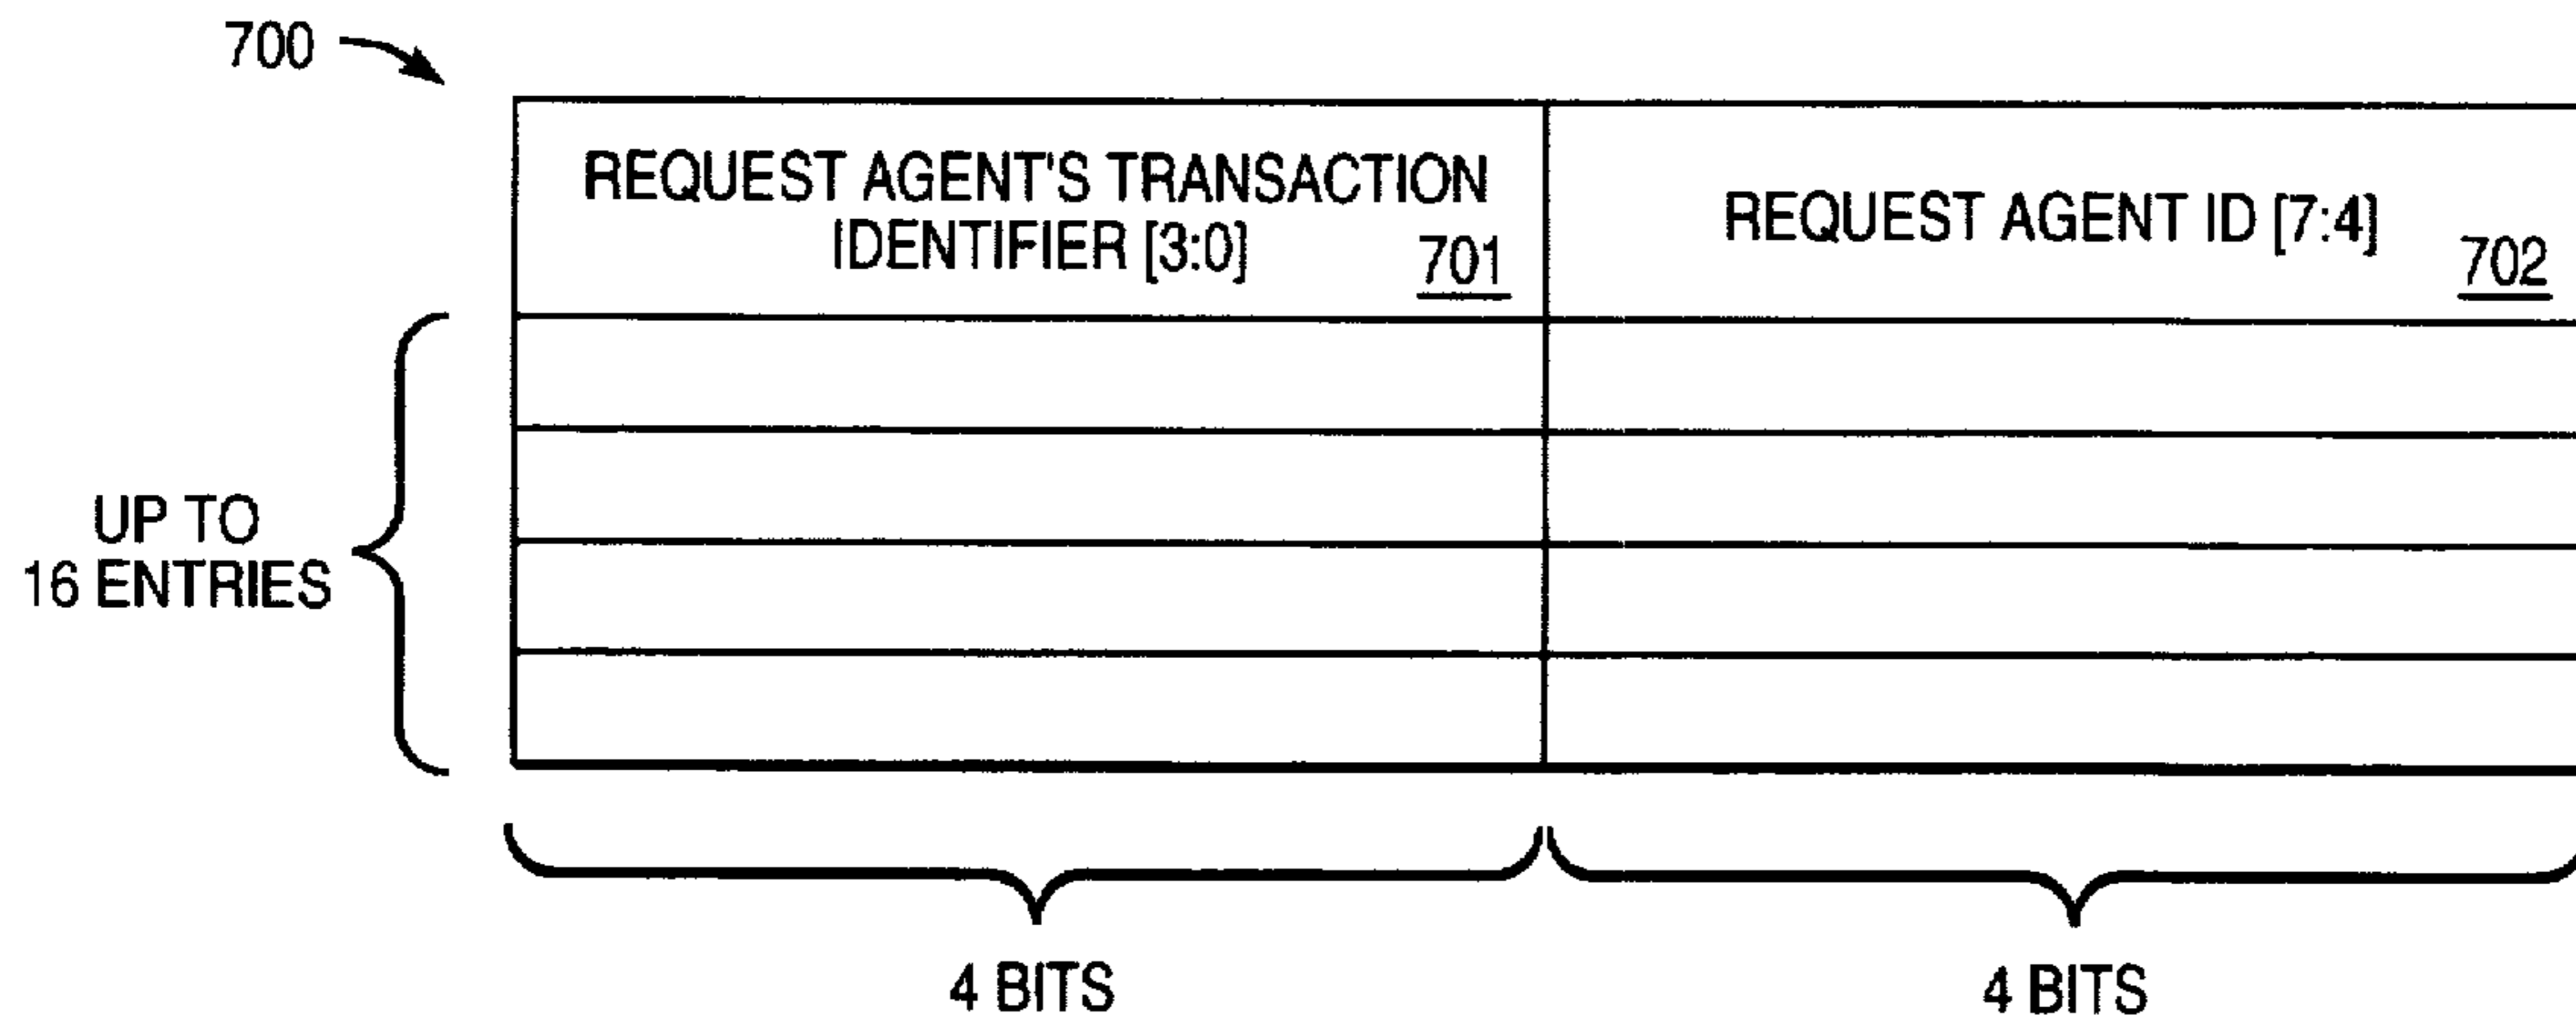 700
REQUEST AGENT'S TRANSACTION
IDENTIFIER [3:0]
701
REQUEST AGENT ID [7:4]
702
UP TO
16 ENTRIES
4 BITS
4 BITS